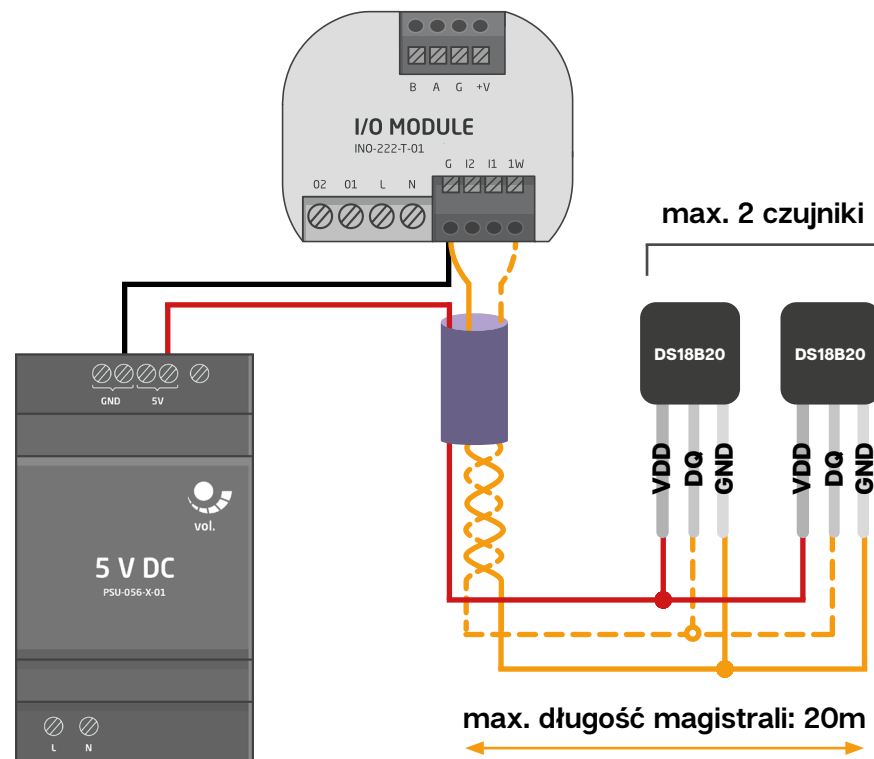 B A G +V
I/O MODULE
INO-222-T-01
G I2 I1 1W
O2 O1 L N
max. 2 czujniki
DS18B20 DS18B20
VDD DQ GND VDD DQ GND
GND 5V
vol.
5 V DC
PSU-056-X-01
L N
max. długość magistrali: 20m